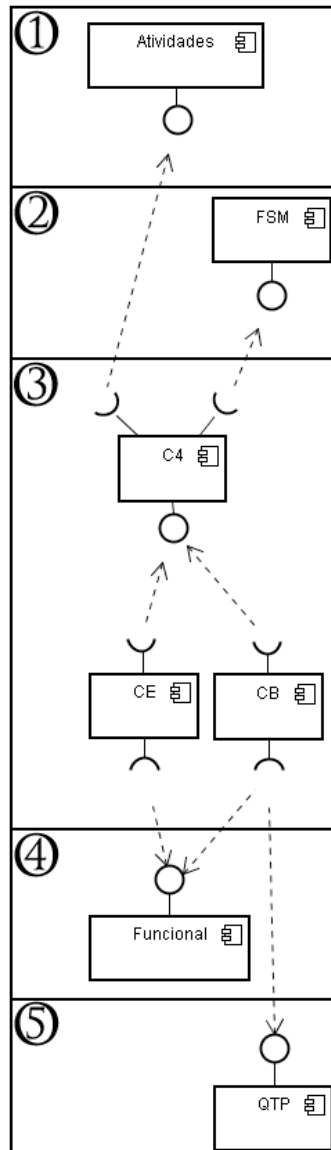 ①
Atividades
②
FSM
③
C4
CE
CB
④
Funcional
⑤
QTP